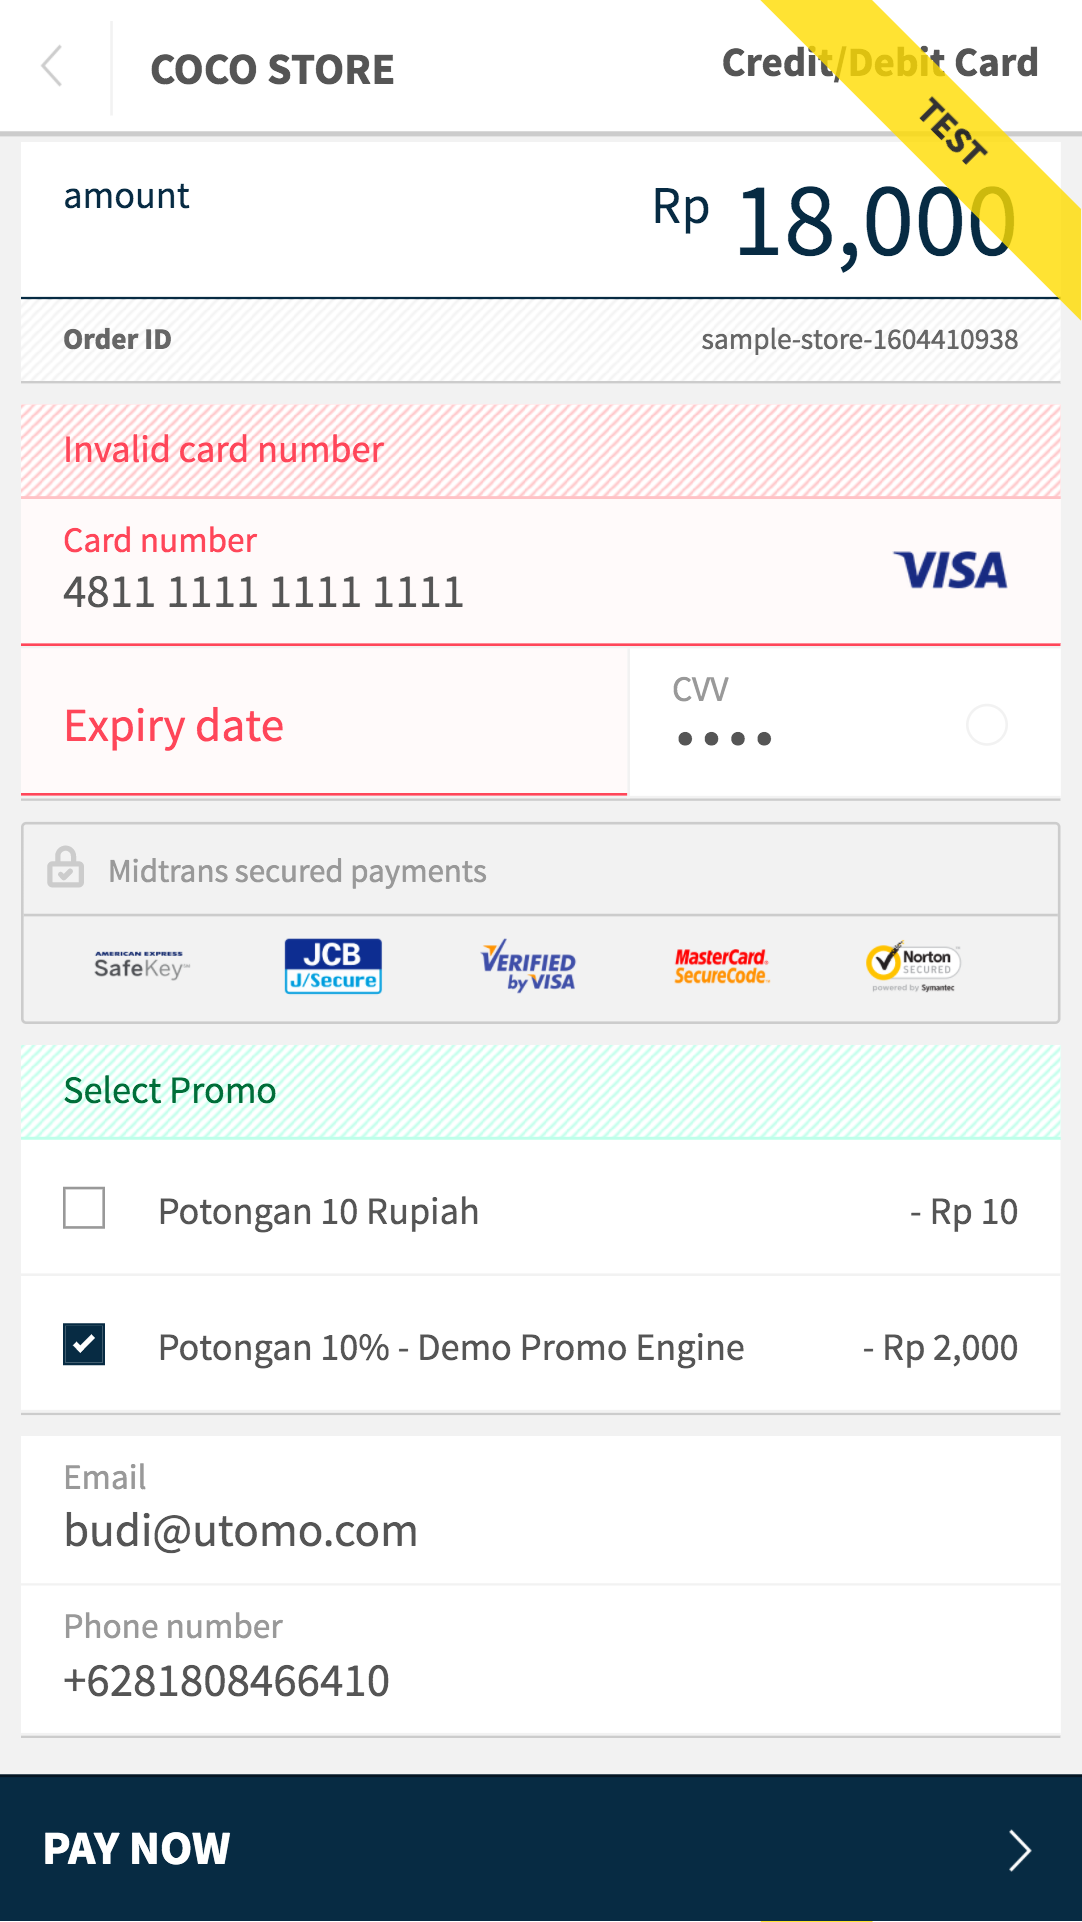 COCO STORE
Credit/Debit Card
TEST
amount
Rp 18,000
Order ID
sample-store-1604410938
Invalid card number
Card number
4811 1111 1111 1111
VISA
Expiry date
CVV
••••
Midtrans secured payments
AMERICAN EXPRESS
SafeKey™
JCB
J/Secure
VERIFIED
by VISA
MasterCard.
SecureCode™
Norton
SECURED
powered by Symantec
Select Promo
Potongan 10 Rupiah
- Rp 10
Potongan 10% - Demo Promo Engine
- Rp 2,000
Email
budi@utomo.com
Phone number
+6281808466410
PAY NOW